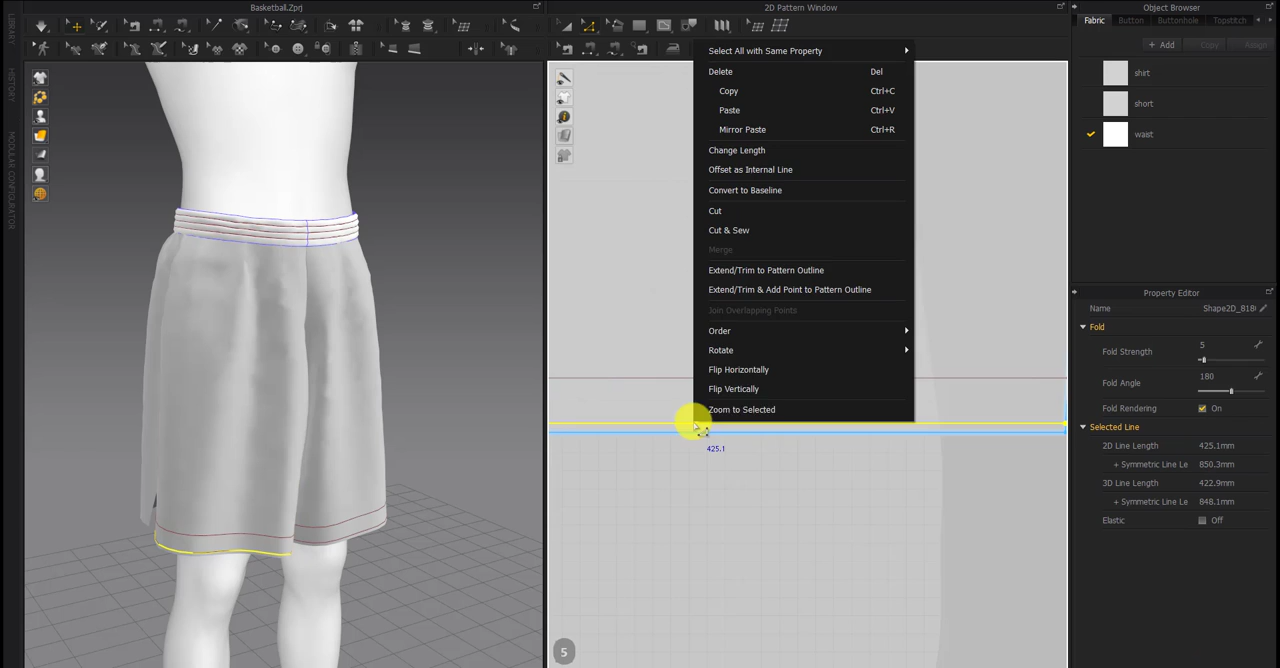 Basketball.Zprj
2D Pattern Window
Object Browser
LIBRARY
HISTORY
MODULAR CONFIGURATOR
Fabric Button Buttonhole Topstitch
+ Add Copy Assign
shirt
short
waist
Select All with Same Property
Delete Del
Copy Ctrl+C
Paste Ctrl+V
Mirror Paste Ctrl+R
Change Length
Offset as Internal Line
Convert to Baseline
Cut
Cut & Sew
Merge
Extend/Trim to Pattern Outline
Extend/Trim & Add Point to Pattern Outline
Join Overlapping Points
Order
Rotate
Flip Horizontally
Flip Vertically
Zoom to Selected
425.1
5
Property Editor
Name Shape2D_818
Fold
Fold Strength 5
Fold Angle 180
Fold Rendering On
Selected Line
2D Line Length 425.1mm
+ Symmetric Line Le 850.3mm
3D Line Length 422.9mm
+ Symmetric Line Le 848.1mm
Elastic Off